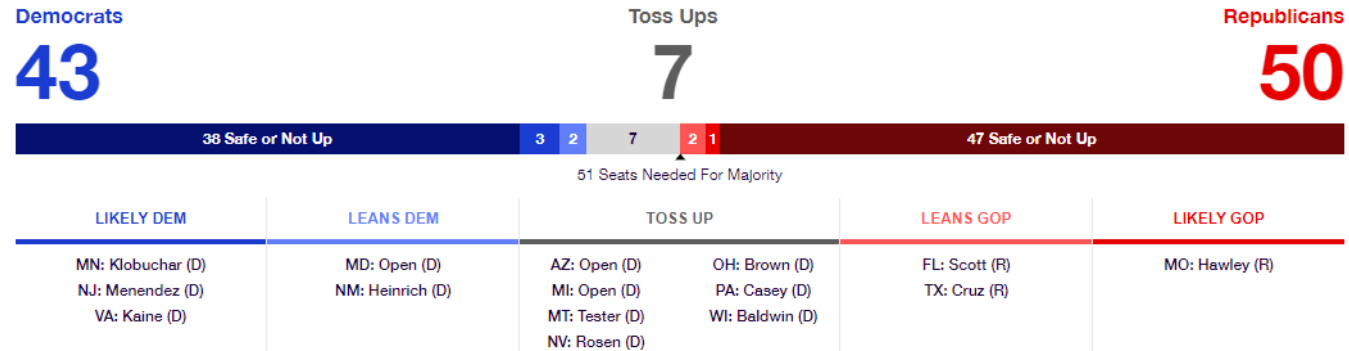 Democrats
Toss Ups
Republicans
43
7
50
38 Safe or Not Up
3
2
7
2
1
47 Safe or Not Up
51 Seats Needed For Majority
LIKELY DEM
LEANS DEM
TOSS UP
LEANS GOP
LIKELY GOP
MN: Klobuchar (D)
NJ: Menendez (D)
VA: Kaine (D)
MD: Open (D)
NM: Heinrich (D)
AZ: Open (D)
MI: Open (D)
MT: Tester (D)
NV: Rosen (D)
OH: Brown (D)
PA: Casey (D)
WI: Baldwin (D)
FL: Scott (R)
TX: Cruz (R)
MO: Hawley (R)